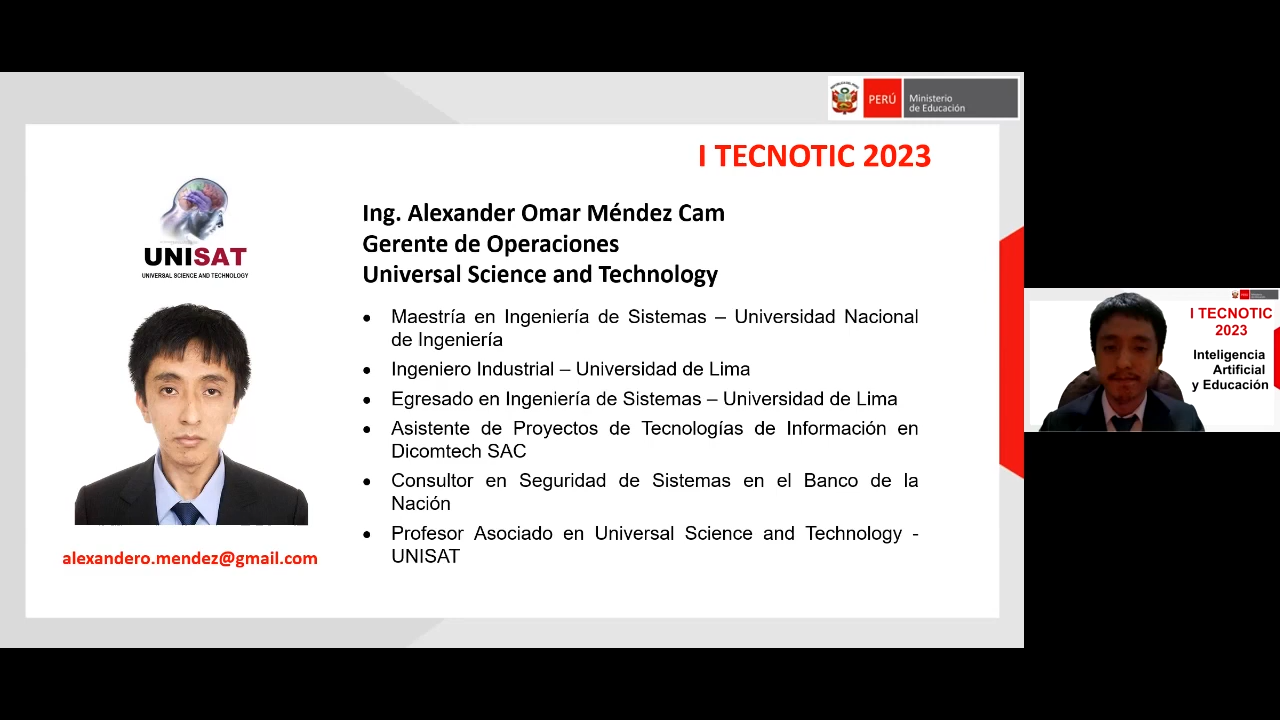 PERÚ
Ministerio
de Educación
I TECNOTIC 2023
UNISAT
UNIVERSAL SCIENCE AND TECHNOLOGY
Ing. Alexander Omar Méndez Cam
Gerente de Operaciones
Universal Science and Technology
• Maestría en Ingeniería de Sistemas – Universidad Nacional
de Ingeniería
• Ingeniero Industrial – Universidad de Lima
• Egresado en Ingeniería de Sistemas – Universidad de Lima
• Asistente de Proyectos de Tecnologías de Información en
Dicomtech SAC
• Consultor en Seguridad de Sistemas en el Banco de la
Nación
• Profesor Asociado en Universal Science and Technology -
UNISAT
alexandero.mendez@gmail.com
I TECNOTIC
2023
Inteligencia
Artificial
y Educación